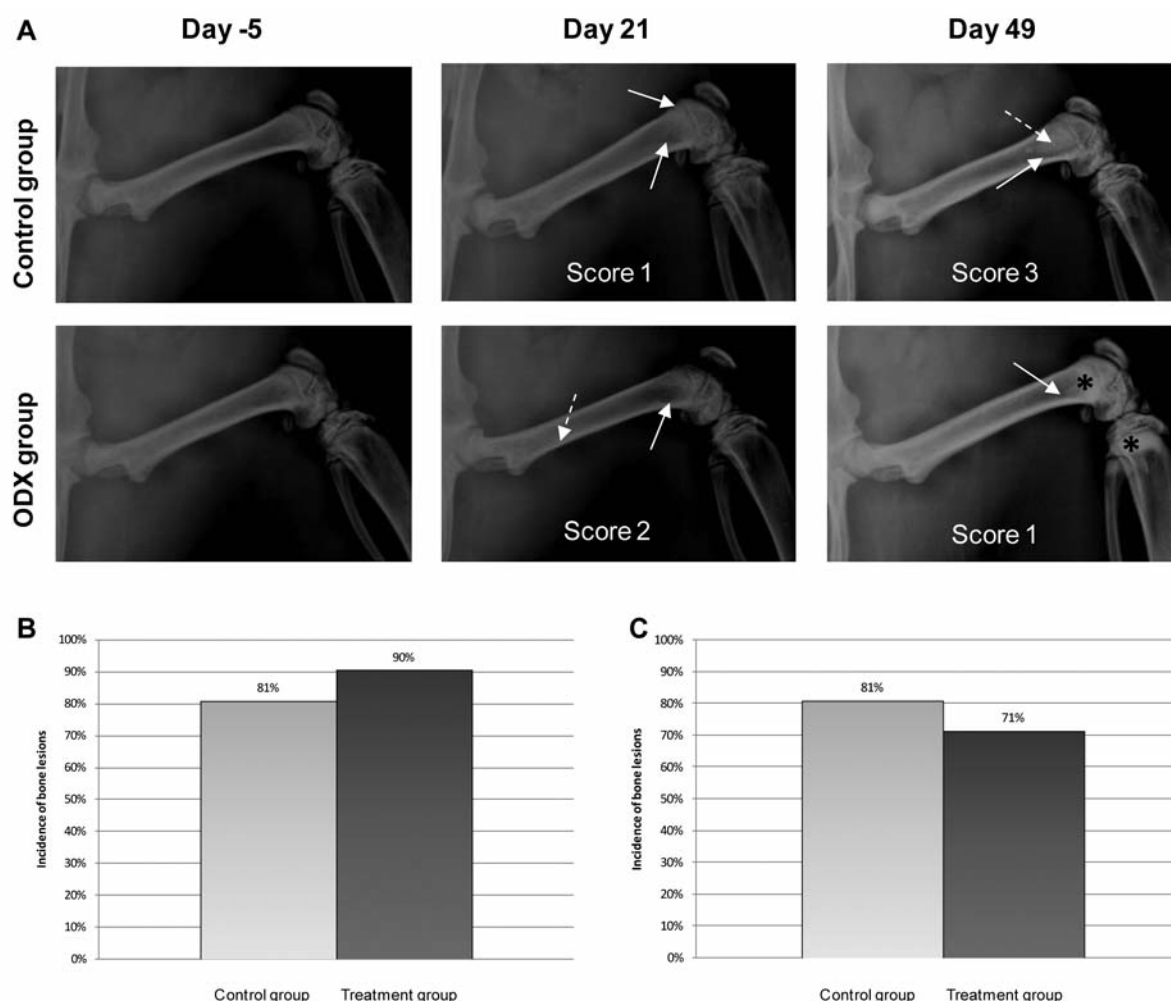 A
Day -5
Day 21
Day 49
Control group
Score 1
Score 3
ODX group
*
*
Score 2
Score 1
B
100%
90%
80%
70%
60%
50%
40%
30%
20%
10%
0%
Incidence of bone lesions
81%
90%
Control group
Treatment group
C
100%
90%
80%
70%
60%
50%
40%
30%
20%
10%
0%
Incidence of bone lesions
81%
71%
Control group
Treatment group